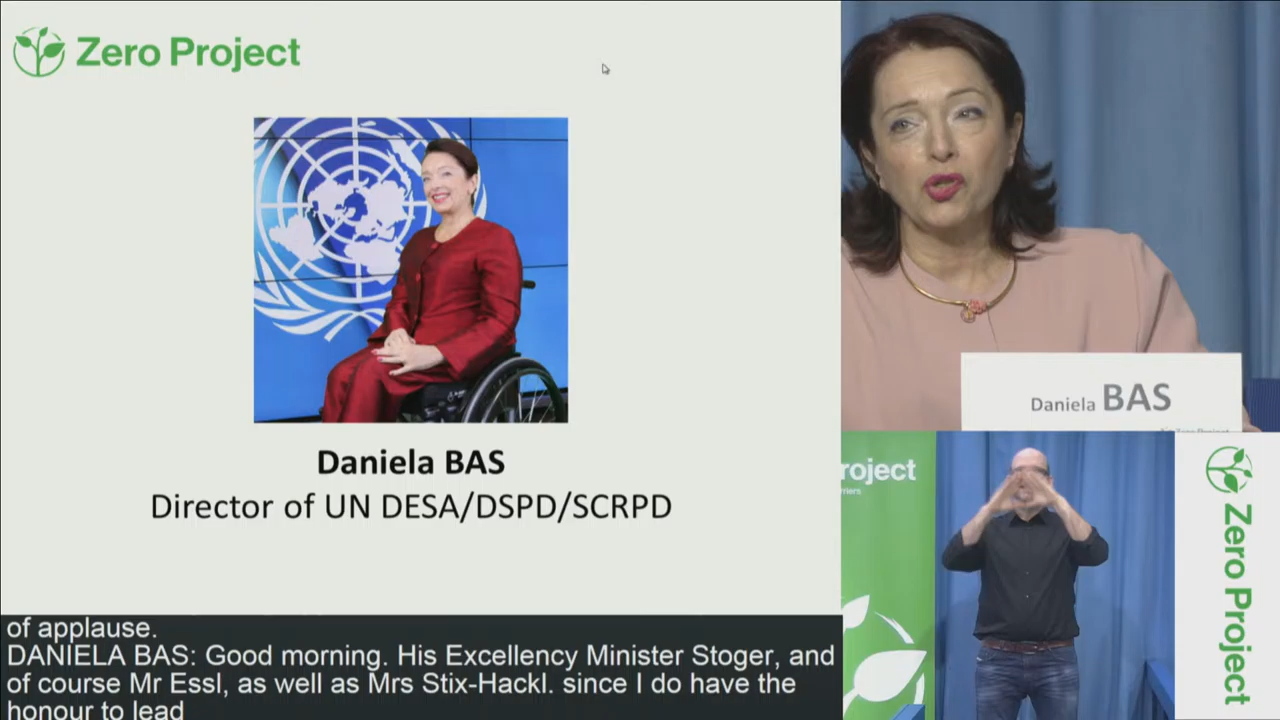 Zero Project
Daniela BAS
Director of UN DESA/DSPD/SCRPD
of applause.
DANIELA BAS: Good morning. His Excellency Minister Stoger, and
of course Mr Essl, as well as Mrs Stix-Hackl. since I do have the
honour to lead
Daniela BAS
roject
Zero Project